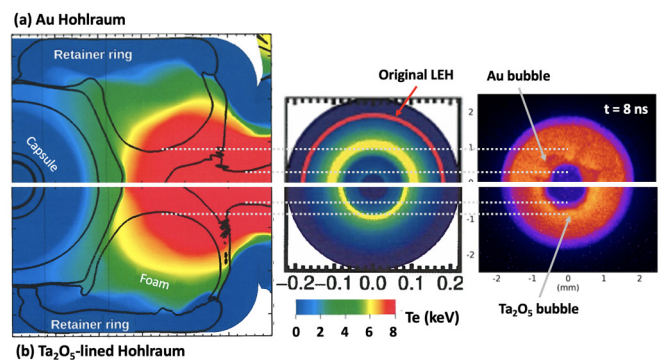 (a) Au Hohlraum
Retainer ring
Capsule
Foam
Retainer ring
(b) Ta₂O₅-lined Hohlraum
Original LEH
−0.2 −0.1 0.0 0.1 0.2
0 2 4 6 8
Te (keV)
Au bubble
t = 8 ns
2
1
0
-1
-2
-2 -1 0 1 2
(mm)
Ta₂O₅ bubble